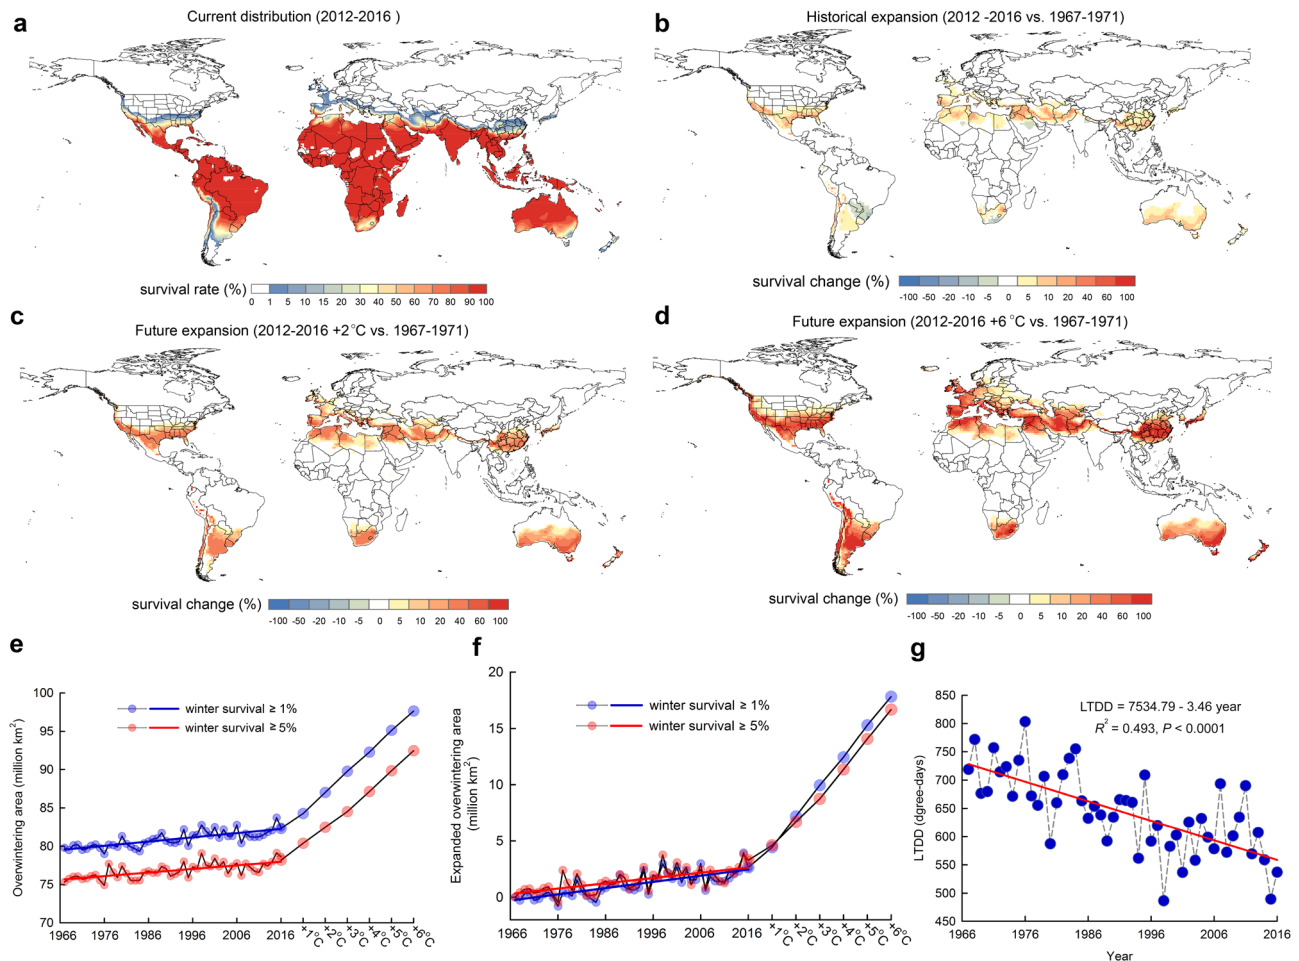 a
Current distribution (2012-2016 )
survival rate (%)
0 1 5 10 15 20 30 40 50 60 70 80 90 100
b
Historical expansion (2012 -2016 vs. 1967-1971)
survival change (%)
-100 -50 -20 -10 -5 0 5 10 20 40 60 100
c
Future expansion (2012-2016 +2°C vs. 1967-1971)
survival change (%)
-100 -50 -20 -10 -5 0 5 10 20 40 60 100
d
Future expansion (2012-2016 +6°C vs. 1967-1971)
survival change (%)
-100 -50 -20 -10 -5 0 5 10 20 40 60 100
e
Overwintering area (million km²)
100
95
90
85
80
75
70
winter survival ≥ 1%
winter survival ≥ 5%
1966 1976 1986 1996 2006 2016 +1°C +2°C +3°C +4°C +5°C +6°C
f
Expanded overwintering area
(million km²)
20
15
10
5
0
winter survival ≥ 1%
winter survival ≥ 5%
1966 1976 1986 1996 2006 2016 +1°C +2°C +3°C +4°C +5°C +6°C
g
LTDD (dgree-days)
850
800
750
700
650
600
550
500
450
LTDD = 7534.79 - 3.46 year
R² = 0.493, P < 0.0001
1966 1976 1986 1996 2006 2016
Year